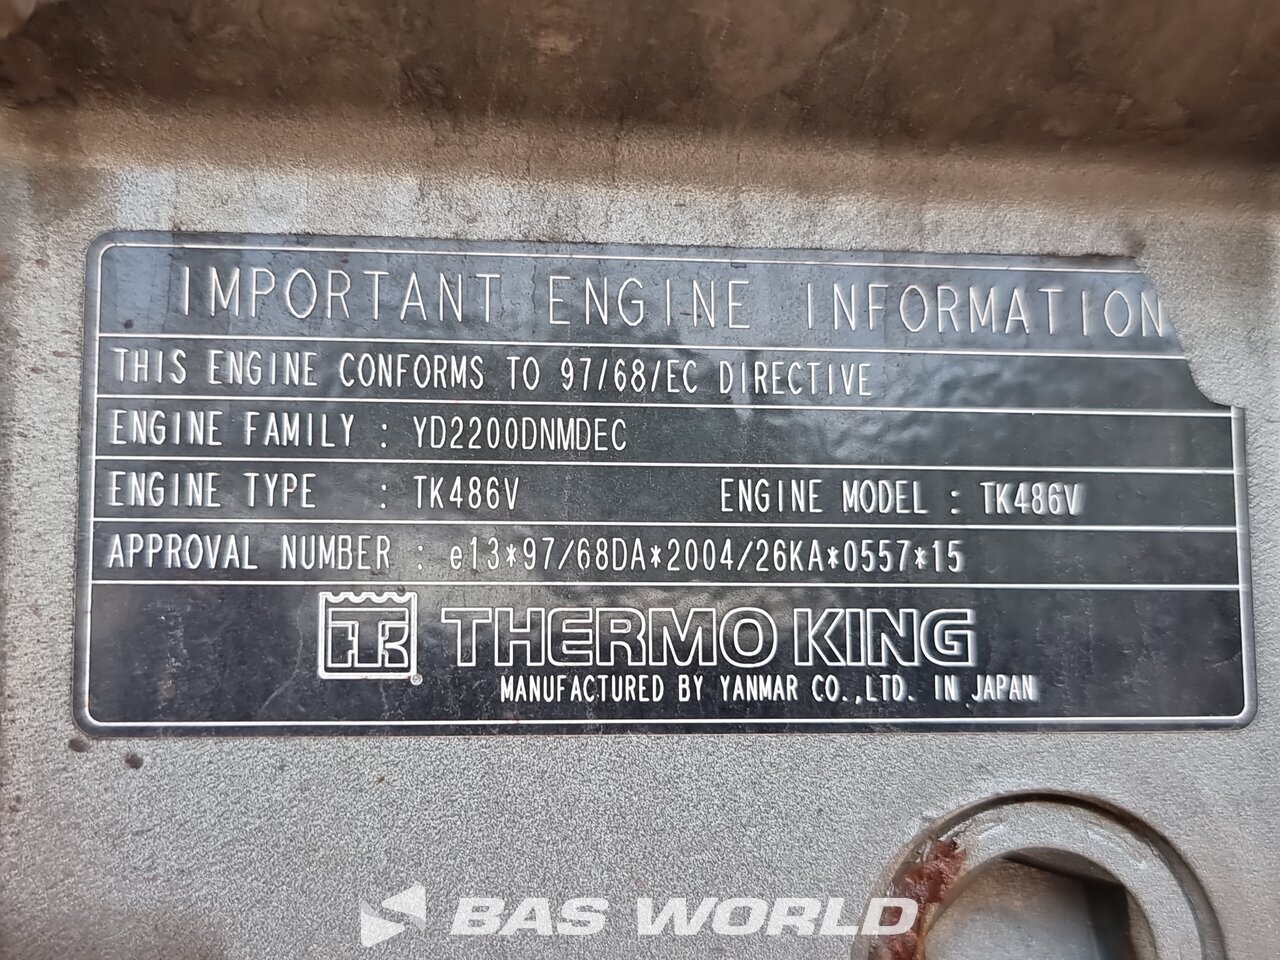 IMPORTANT ENGINE INFORMATION
THIS ENGINE CONFORMS TO 97/68/EC DIRECTIVE
ENGINE FAMILY : YD2200DNMDEC
ENGINE TYPE : TK486V ENGINE MODEL : TK486V
APPROVAL NUMBER : e13*97/68DA*2004/26KA*0557*15
TK® THERMO KING
MANUFACTURED BY YANMAR CO.,LTD. IN JAPAN
BAS WORLD